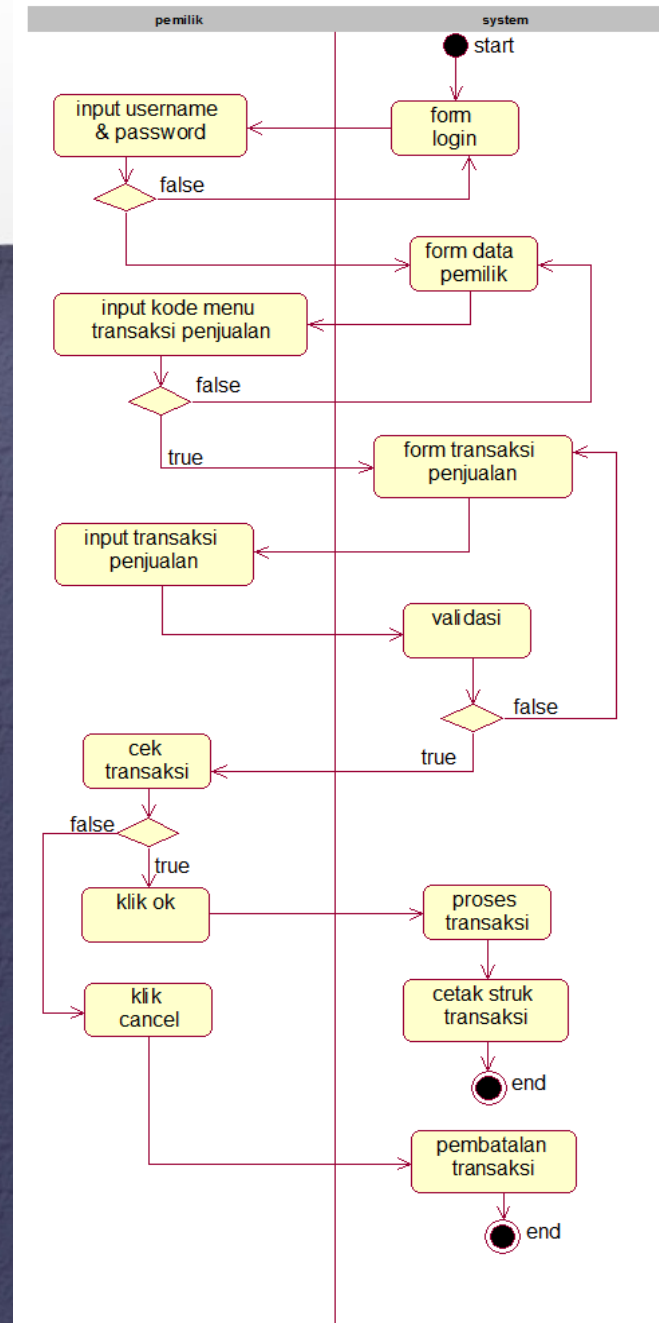 pemilik
system
start
input username
& password
form
login
false
form data
pemilik
input kode menu
transaksi penjualan
false
true
form transaksi
penjualan
input transaksi
penjualan
validasi
false
true
cek
transaksi
false
true
klik ok
proses
transaksi
klik
cancel
cetak struk
transaksi
end
pembatalan
transaksi
end